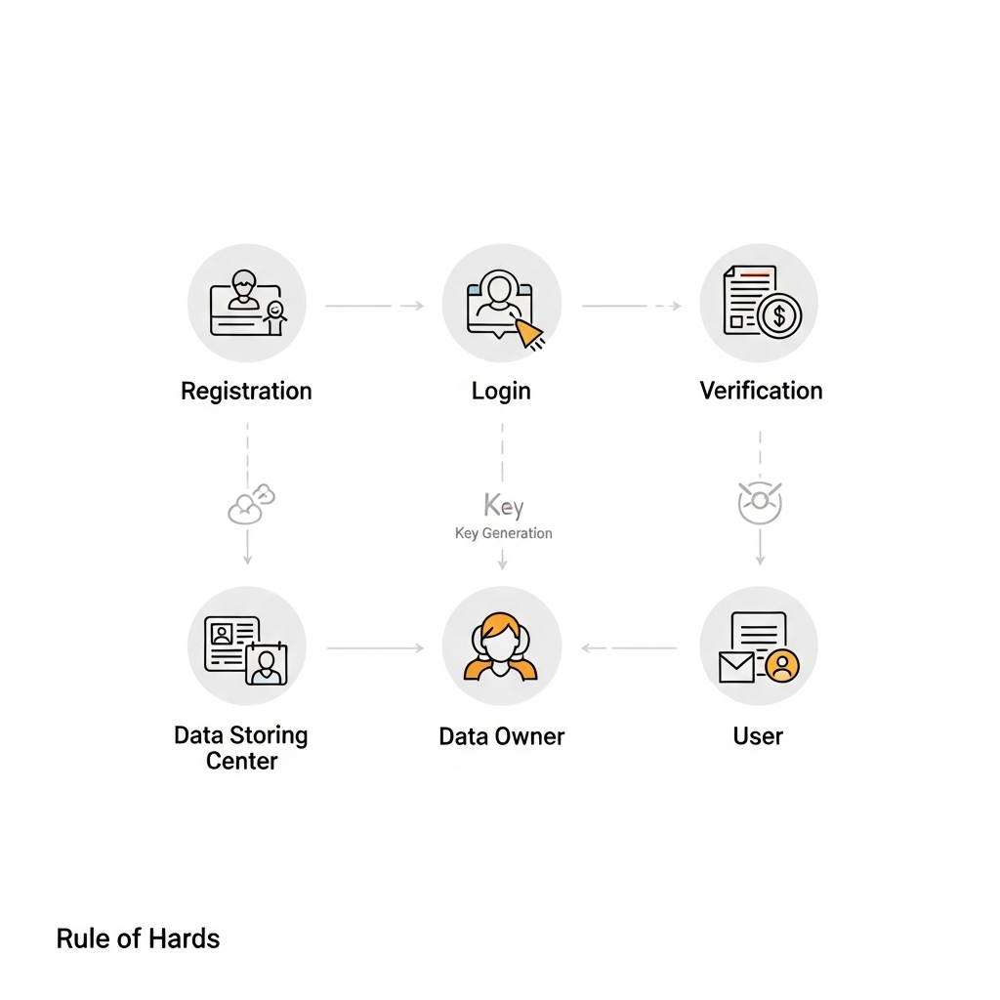 Registration
Login
Verification
Key
Key Generation
Data Storing
Center
Data Owner
User
Rule of Hards